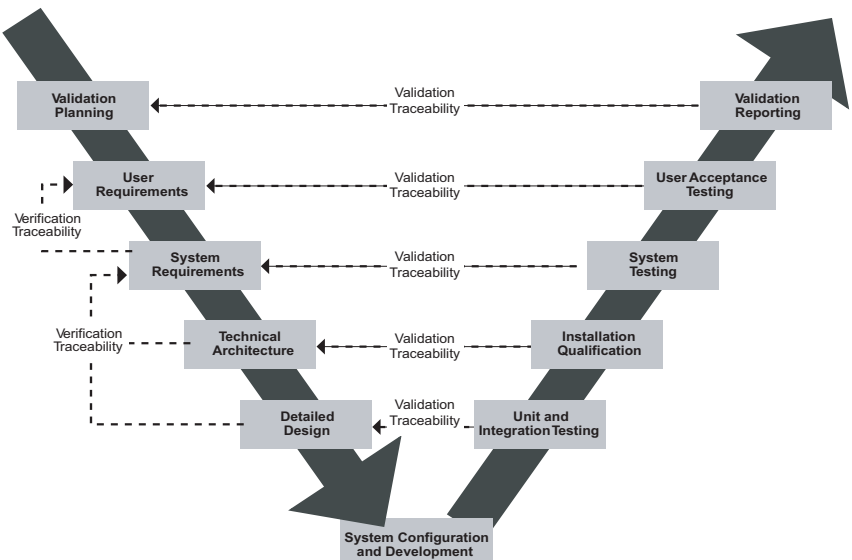 Validation
Planning
Validation
Traceability
Validation
Reporting
User
Requirements
Validation
Traceability
User Acceptance
Testing
Verification
Traceability
System
Requirements
Validation
Traceability
System
Testing
Verification
Traceability
Technical
Architecture
Validation
Traceability
Installation
Qualification
Detailed
Design
Validation
Traceability
Unit and
Integration Testing
System Configuration
and Development